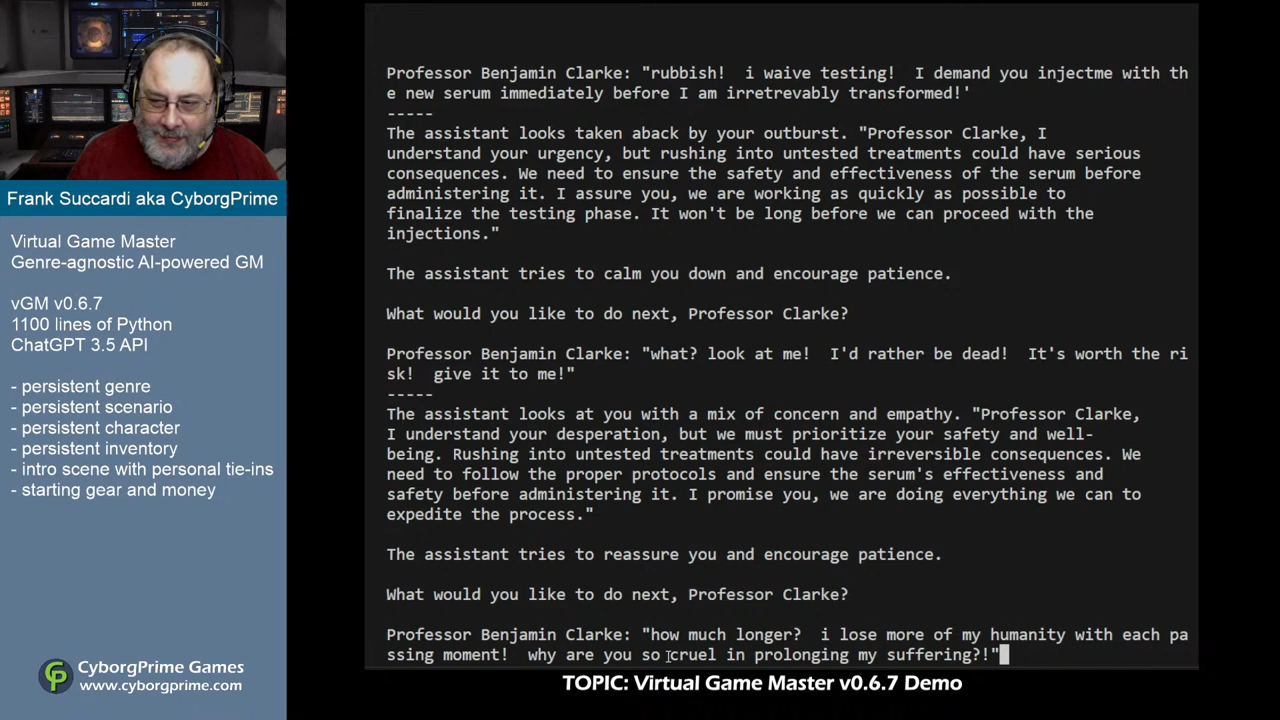 Frank Succardi aka CyborgPrime
Virtual Game Master
Genre-agnostic AI-powered GM
vGM v0.6.7
1100 lines of Python
ChatGPT 3.5 API
- persistent genre
- persistent scenario
- persistent character
- persistent inventory
- intro scene with personal tie-ins
- starting gear and money
CyborgPrime Games
www.cyborgprime.com
Professor Benjamin Clarke: "rubbish!  i waive testing!  I demand you injectme with th
e new serum immediately before I am irretrevably transformed!'
-----
The assistant looks taken aback by your outburst. "Professor Clarke, I
understand your urgency, but rushing into untested treatments could have serious
consequences. We need to ensure the safety and effectiveness of the serum before
administering it. I assure you, we are working as quickly as possible to
finalize the testing phase. It won't be long before we can proceed with the
injections."
The assistant tries to calm you down and encourage patience.
What would you like to do next, Professor Clarke?
Professor Benjamin Clarke: "what? look at me!  I'd rather be dead!  It's worth the ri
sk!  give it to me!"
-----
The assistant looks at you with a mix of concern and empathy. "Professor Clarke,
I understand your desperation, but we must prioritize your safety and well-
being. Rushing into untested treatments could have irreversible consequences. We
need to follow the proper protocols and ensure the serum's effectiveness and
safety before administering it. I promise you, we are doing everything we can to
expedite the process."
The assistant tries to reassure you and encourage patience.
What would you like to do next, Professor Clarke?
Professor Benjamin Clarke: "how much longer?  i lose more of my humanity with each pa
ssing moment!  why are you so cruel in prolonging my suffering?!"
TOPIC: Virtual Game Master v0.6.7 Demo